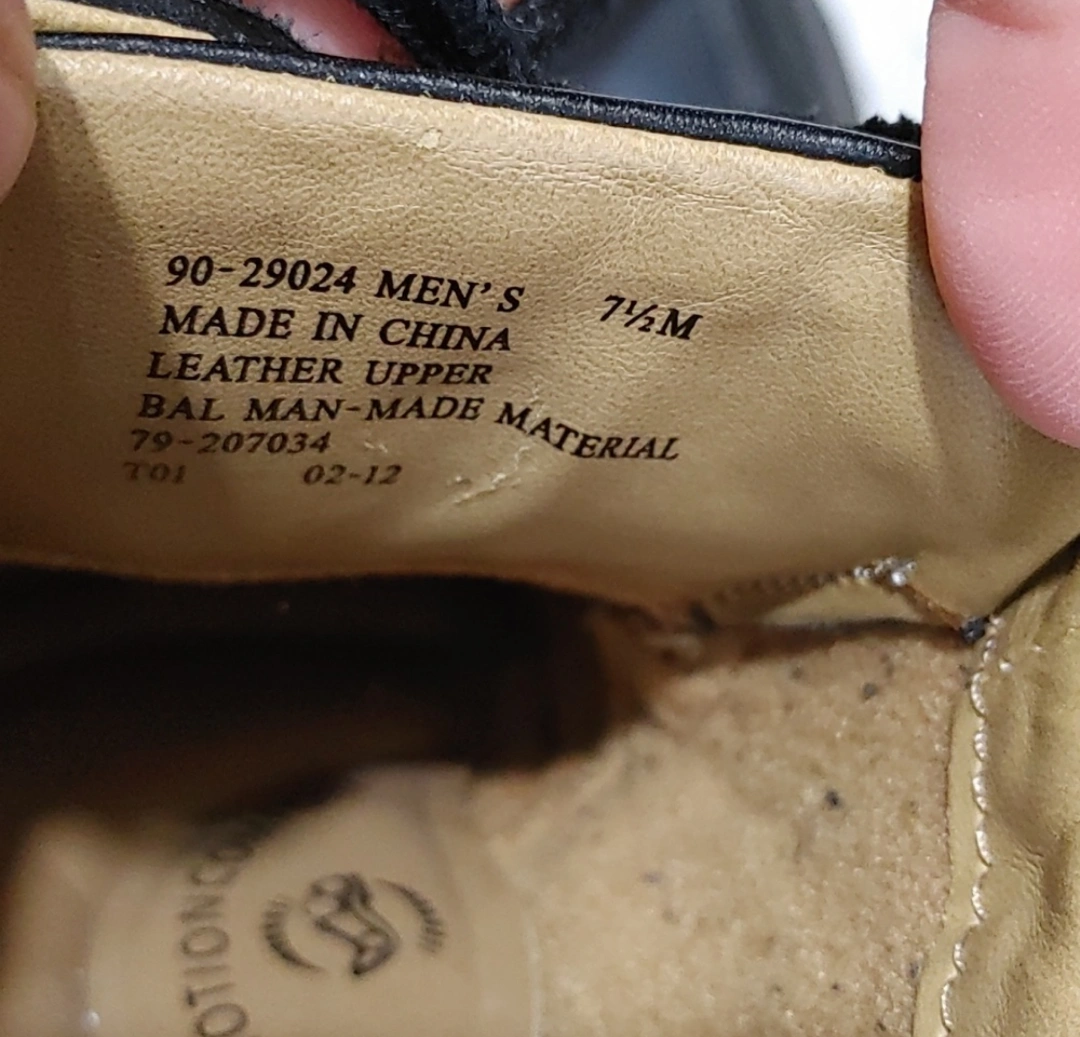 90-29024 MEN'S 7½M
MADE IN CHINA
LEATHER UPPER
BAL MAN-MADE MATERIAL
79-207034
T01 02-12